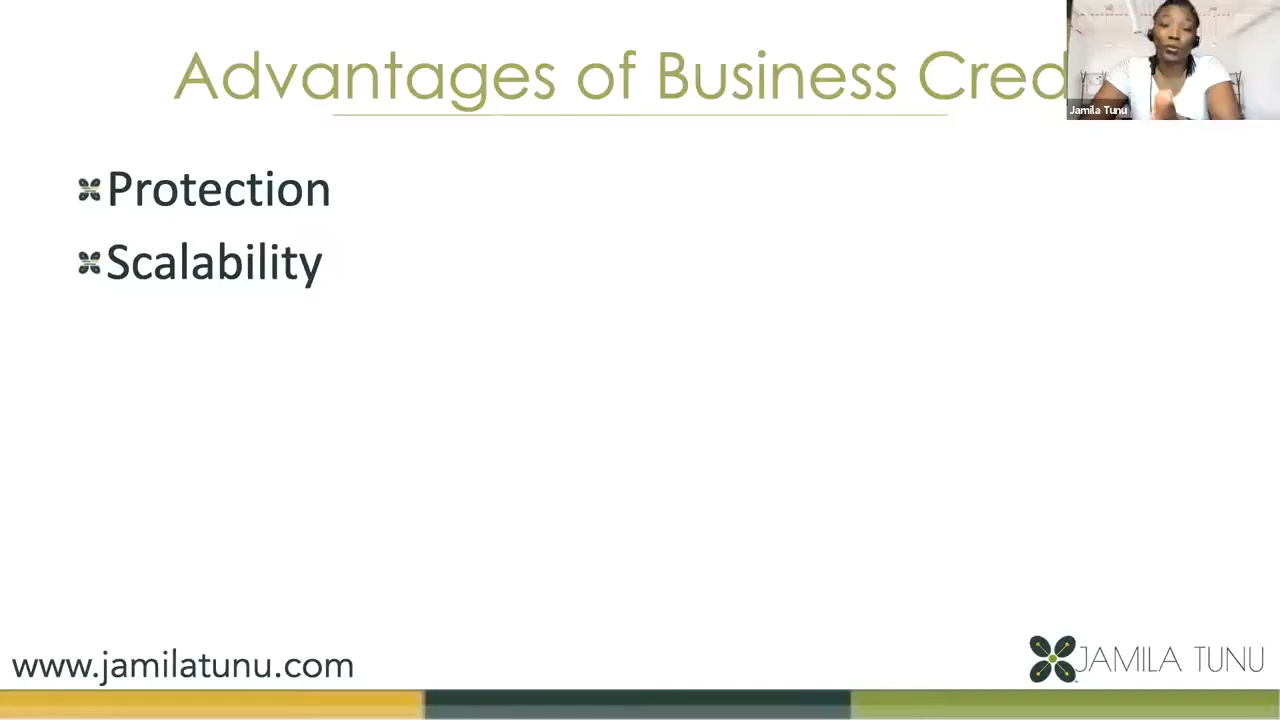 Advantages of Business Cred
Jamila Tunu
Protection
Scalability
www.jamilatunu.com
JAMILA TUNU